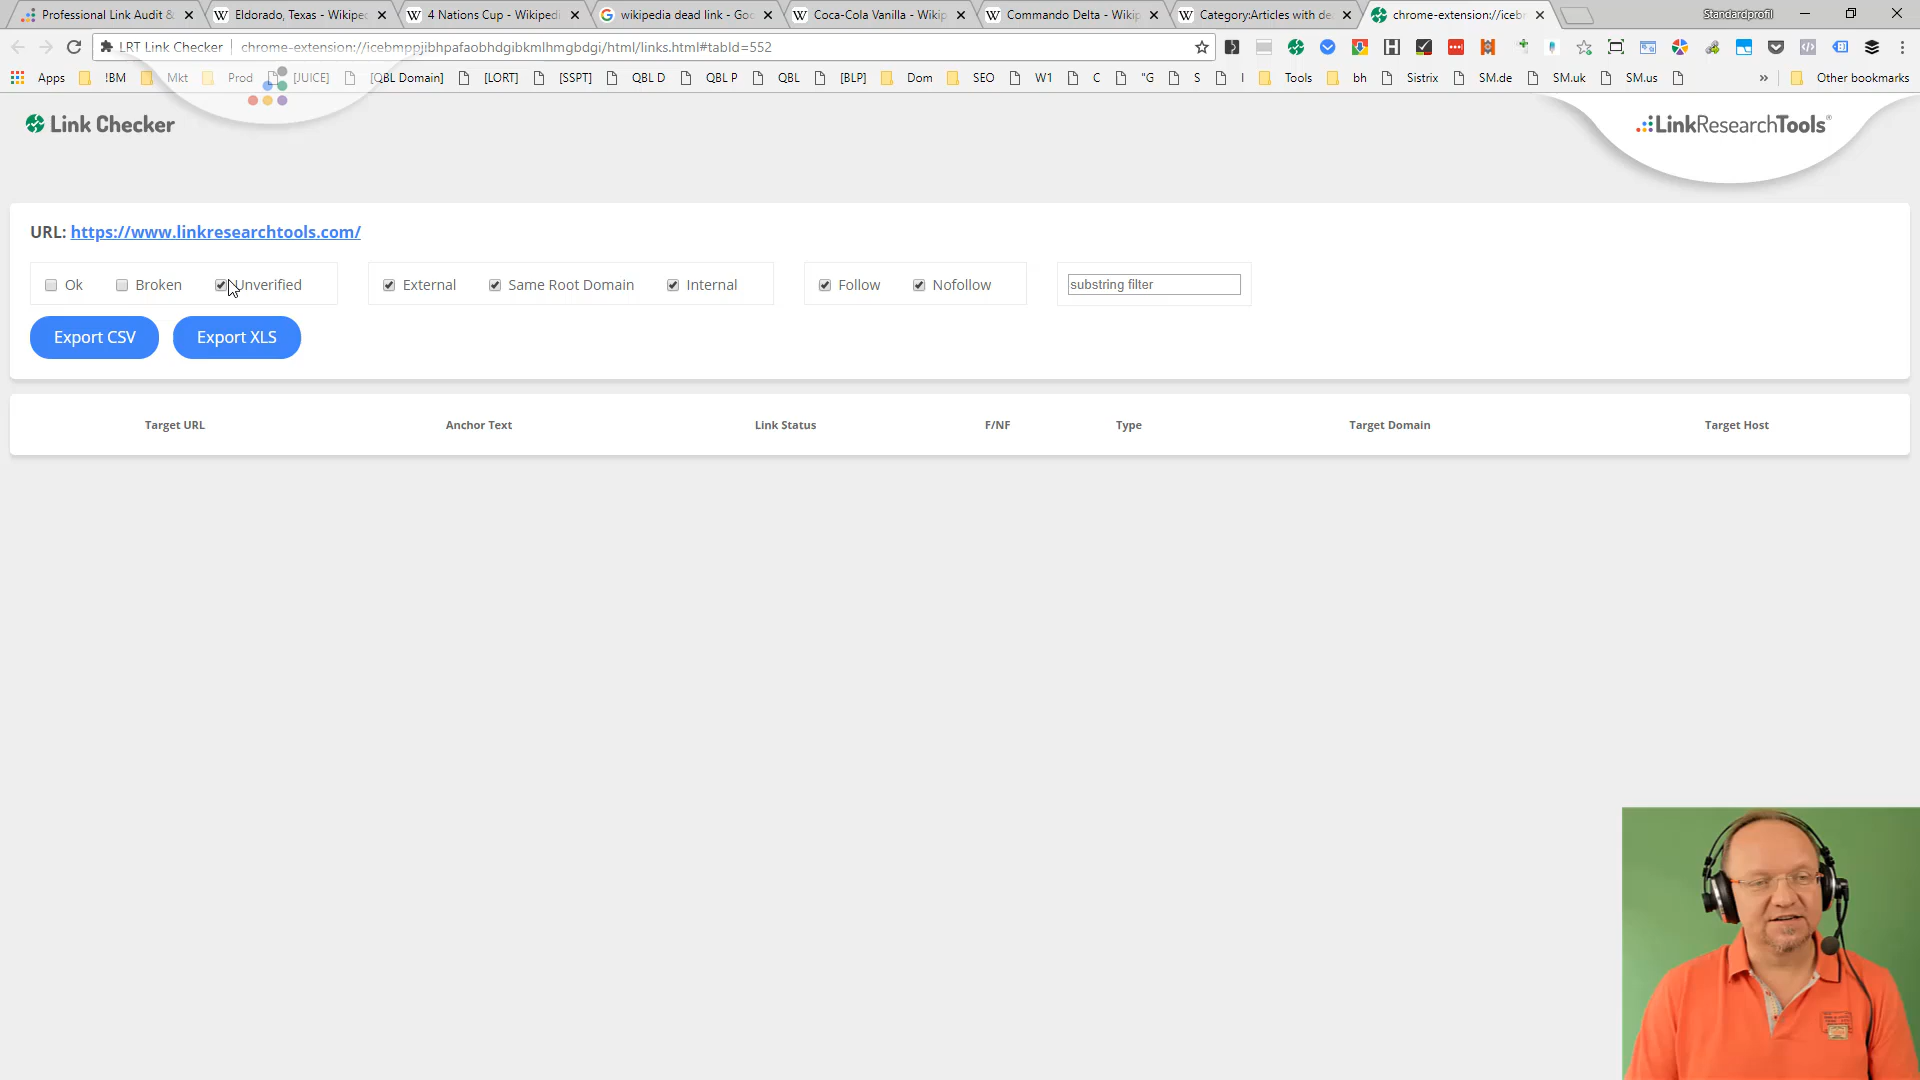 Professional Link Audit &
Eldorado, Texas - Wikipe
4 Nations Cup - Wikipedi
wikipedia dead link - Goo
Coca-Cola Vanilla - Wikip
Commando Delta - Wikip
Category:Articles with de
chrome-extension://iceb
Standardprofil
LRT Link Checker
chrome-extension://icebmppjibhpafaobhdgibkmlhmgbdgi/html/links.html#tabId=552
Apps
!BM
Mkt
Prod
[JUICE]
[QBL Domain]
[LORT]
[SSPT]
QBL D
QBL P
QBL
[BLP]
Dom
SEO
W1
C
"G
S
I
Tools
bh
Sistrix
SM.de
SM.uk
SM.us
»
Other bookmarks
Link Checker
LinkResearchTools®
URL: https://www.linkresearchtools.com/
Ok
Broken
Unverified
External
Same Root Domain
Internal
Follow
Nofollow
substring filter
Export CSV
Export XLS
Target URL
Anchor Text
Link Status
F/NF
Type
Target Domain
Target Host